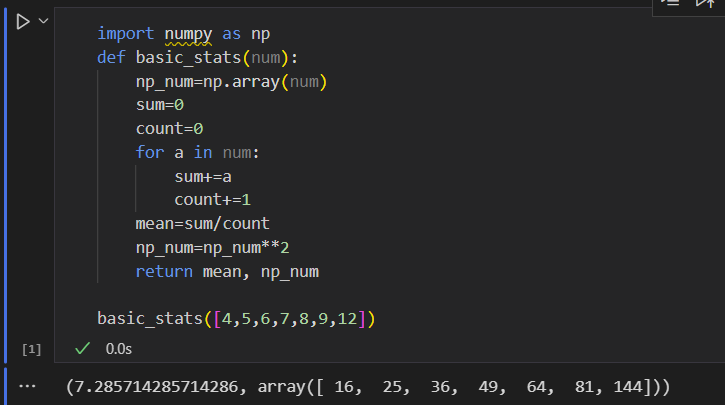 import numpy as np
def basic_stats(num):
    np_num=np.array(num)
    sum=0
    count=0
    for a in num:
        sum+=a
        count+=1
    mean=sum/count
    np_num=np_num**2
    return mean, np_num

basic_stats([4,5,6,7,8,9,12])
[1] ✓ 0.0s
... (7.285714285714286, array([ 16,  25,  36,  49,  64,  81, 144]))